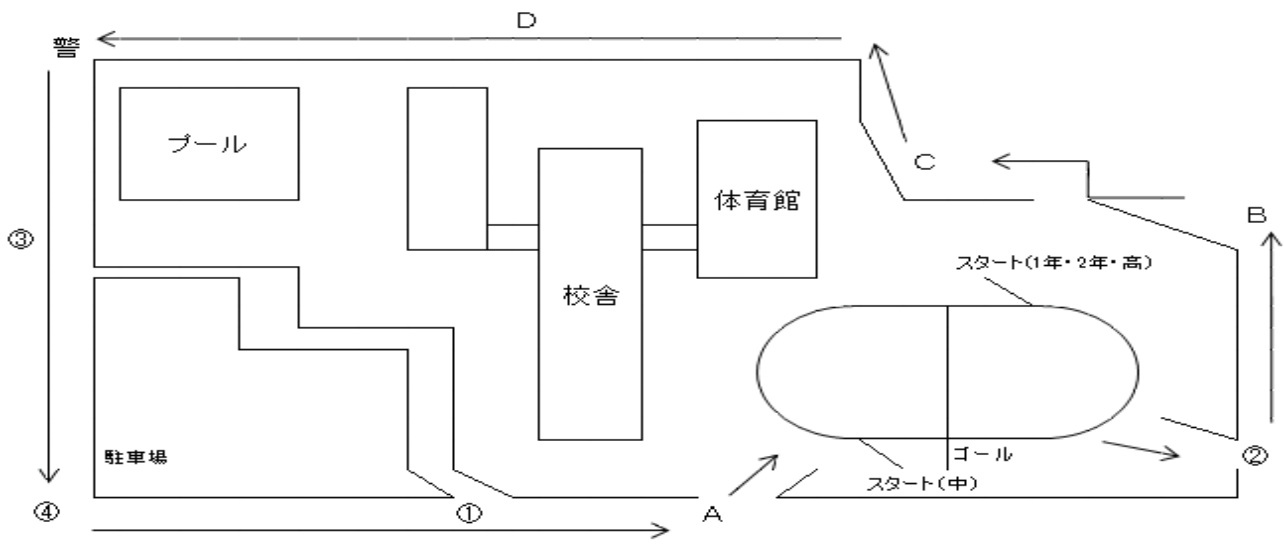 D
警
プール
C
体育館
B
③
スタート(1年・2年・高)
校舎
駐車場
ゴール
②
スタート(中)
④
①
A